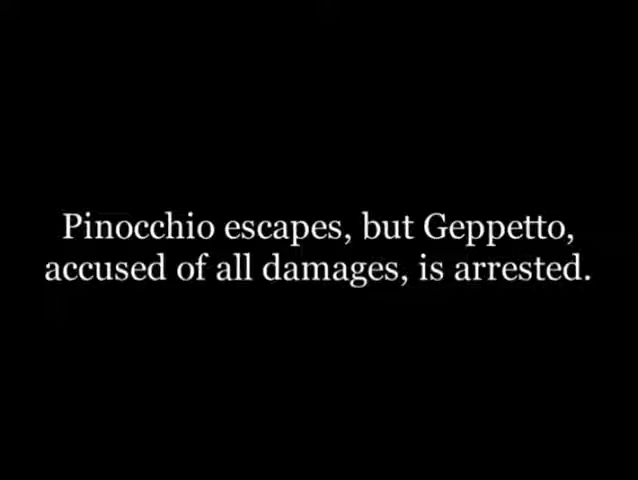 Pinocchio escapes, but Geppetto,
accused of all damages, is arrested.